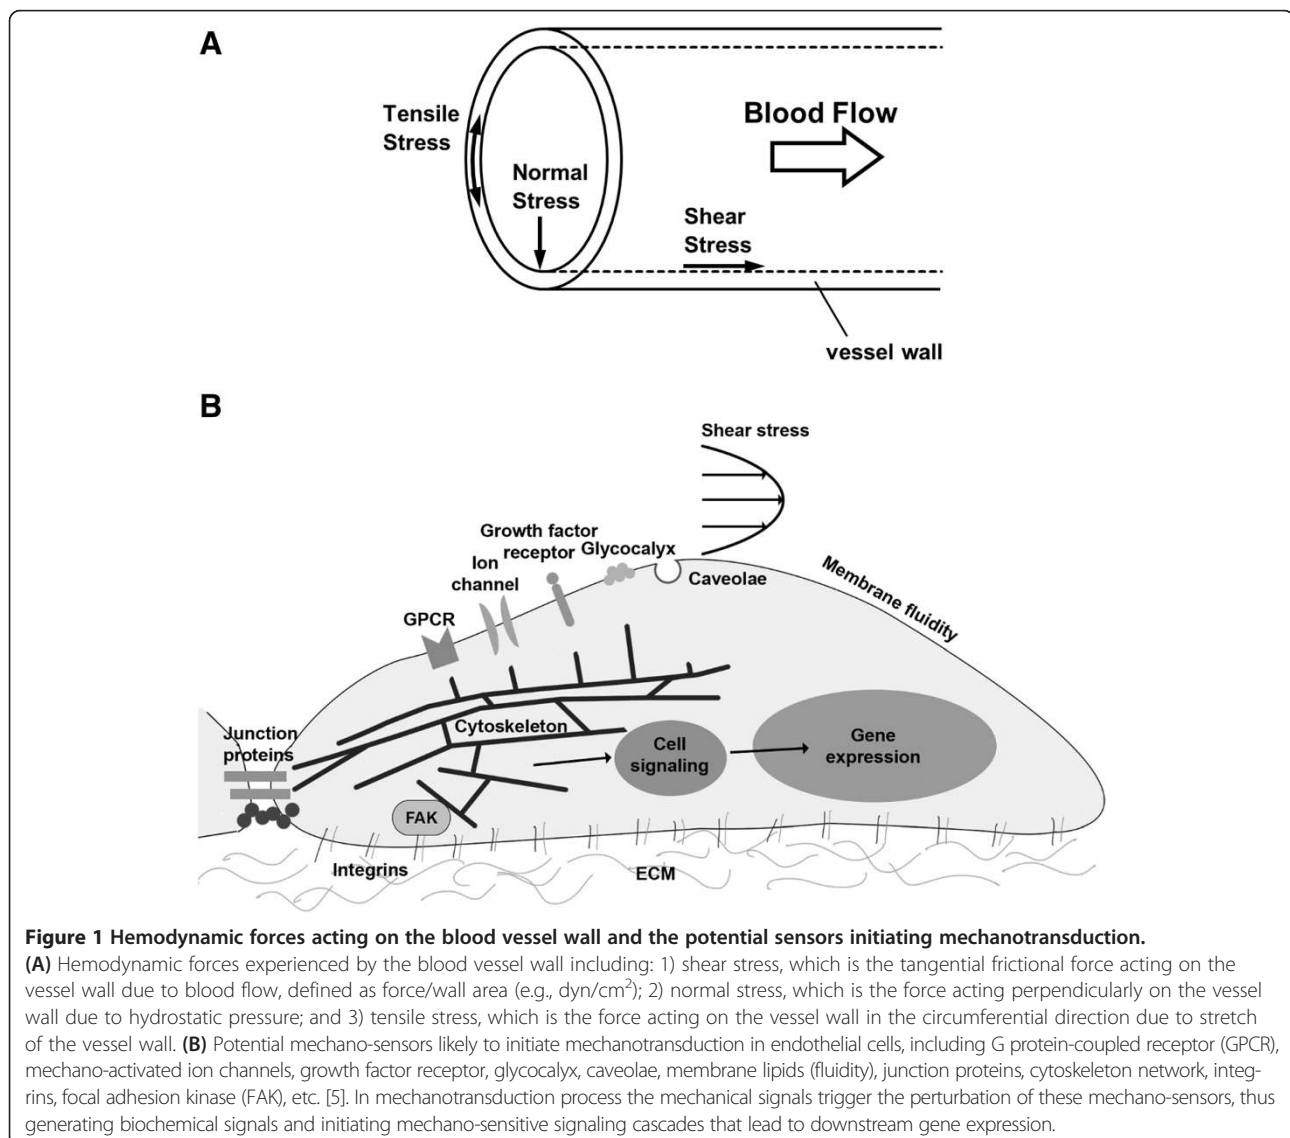 A
Tensile
Stress
Normal
Stress
Blood Flow
Shear
Stress
vessel wall
B
Shear stress
Growth factor
receptor
Glycocalyx
Ion
channel
Caveolae
GPCR
Membrane fluidity
Junction
proteins
Cytoskeleton
Cell
signaling
Gene
expression
FAK
Integrins
ECM
Figure 1 Hemodynamic forces acting on the blood vessel wall and the potential sensors initiating mechanotransduction.
(A) Hemodynamic forces experienced by the blood vessel wall including: 1) shear stress, which is the tangential frictional force acting on the
vessel wall due to blood flow, defined as force/wall area (e.g., dyn/cm²); 2) normal stress, which is the force acting perpendicularly on the vessel
wall due to hydrostatic pressure; and 3) tensile stress, which is the force acting on the vessel wall in the circumferential direction due to stretch
of the vessel wall. (B) Potential mechano-sensors likely to initiate mechanotransduction in endothelial cells, including G protein-coupled receptor (GPCR),
mechano-activated ion channels, growth factor receptor, glycocalyx, caveolae, membrane lipids (fluidity), junction proteins, cytoskeleton network, integ-
rins, focal adhesion kinase (FAK), etc. [5]. In mechanotransduction process the mechanical signals trigger the perturbation of these mechano-sensors, thus
generating biochemical signals and initiating mechano-sensitive signaling cascades that lead to downstream gene expression.